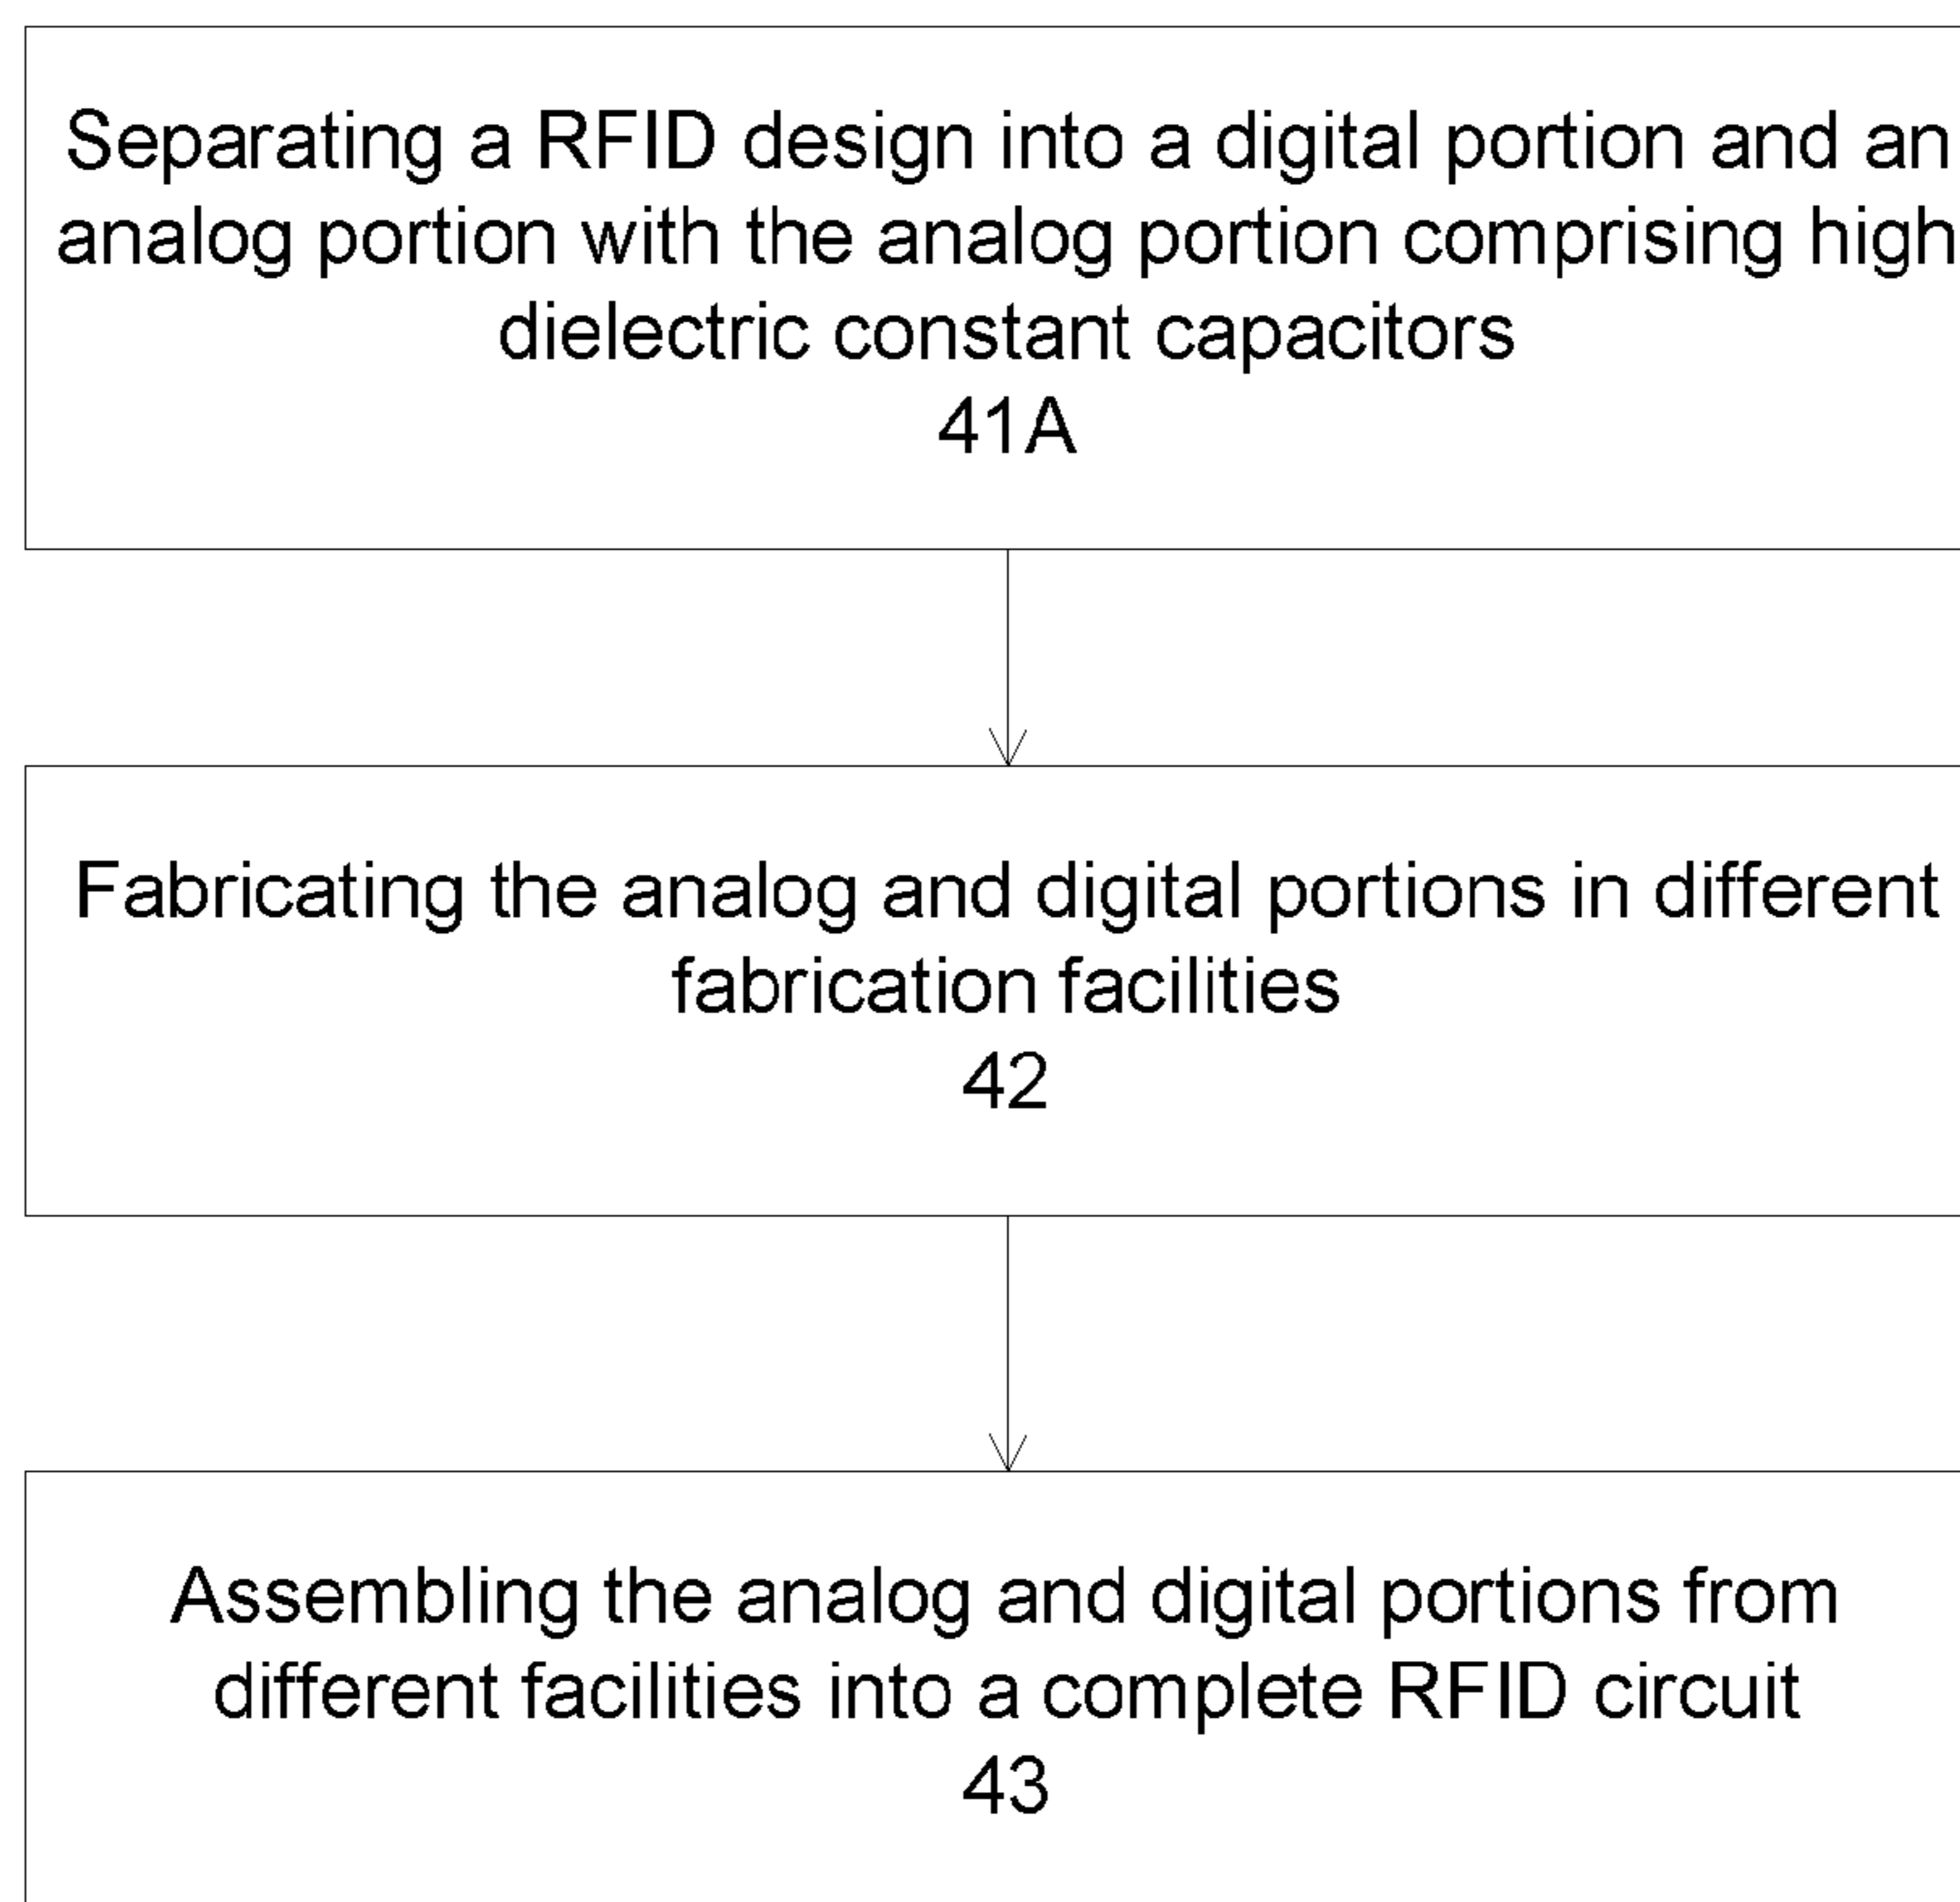 Separating a RFID design into a digital portion and an
analog portion with the analog portion comprising high
dielectric constant capacitors
41A
Fabricating the analog and digital portions in different
fabrication facilities
42
Assembling the analog and digital portions from
different facilities into a complete RFID circuit
43